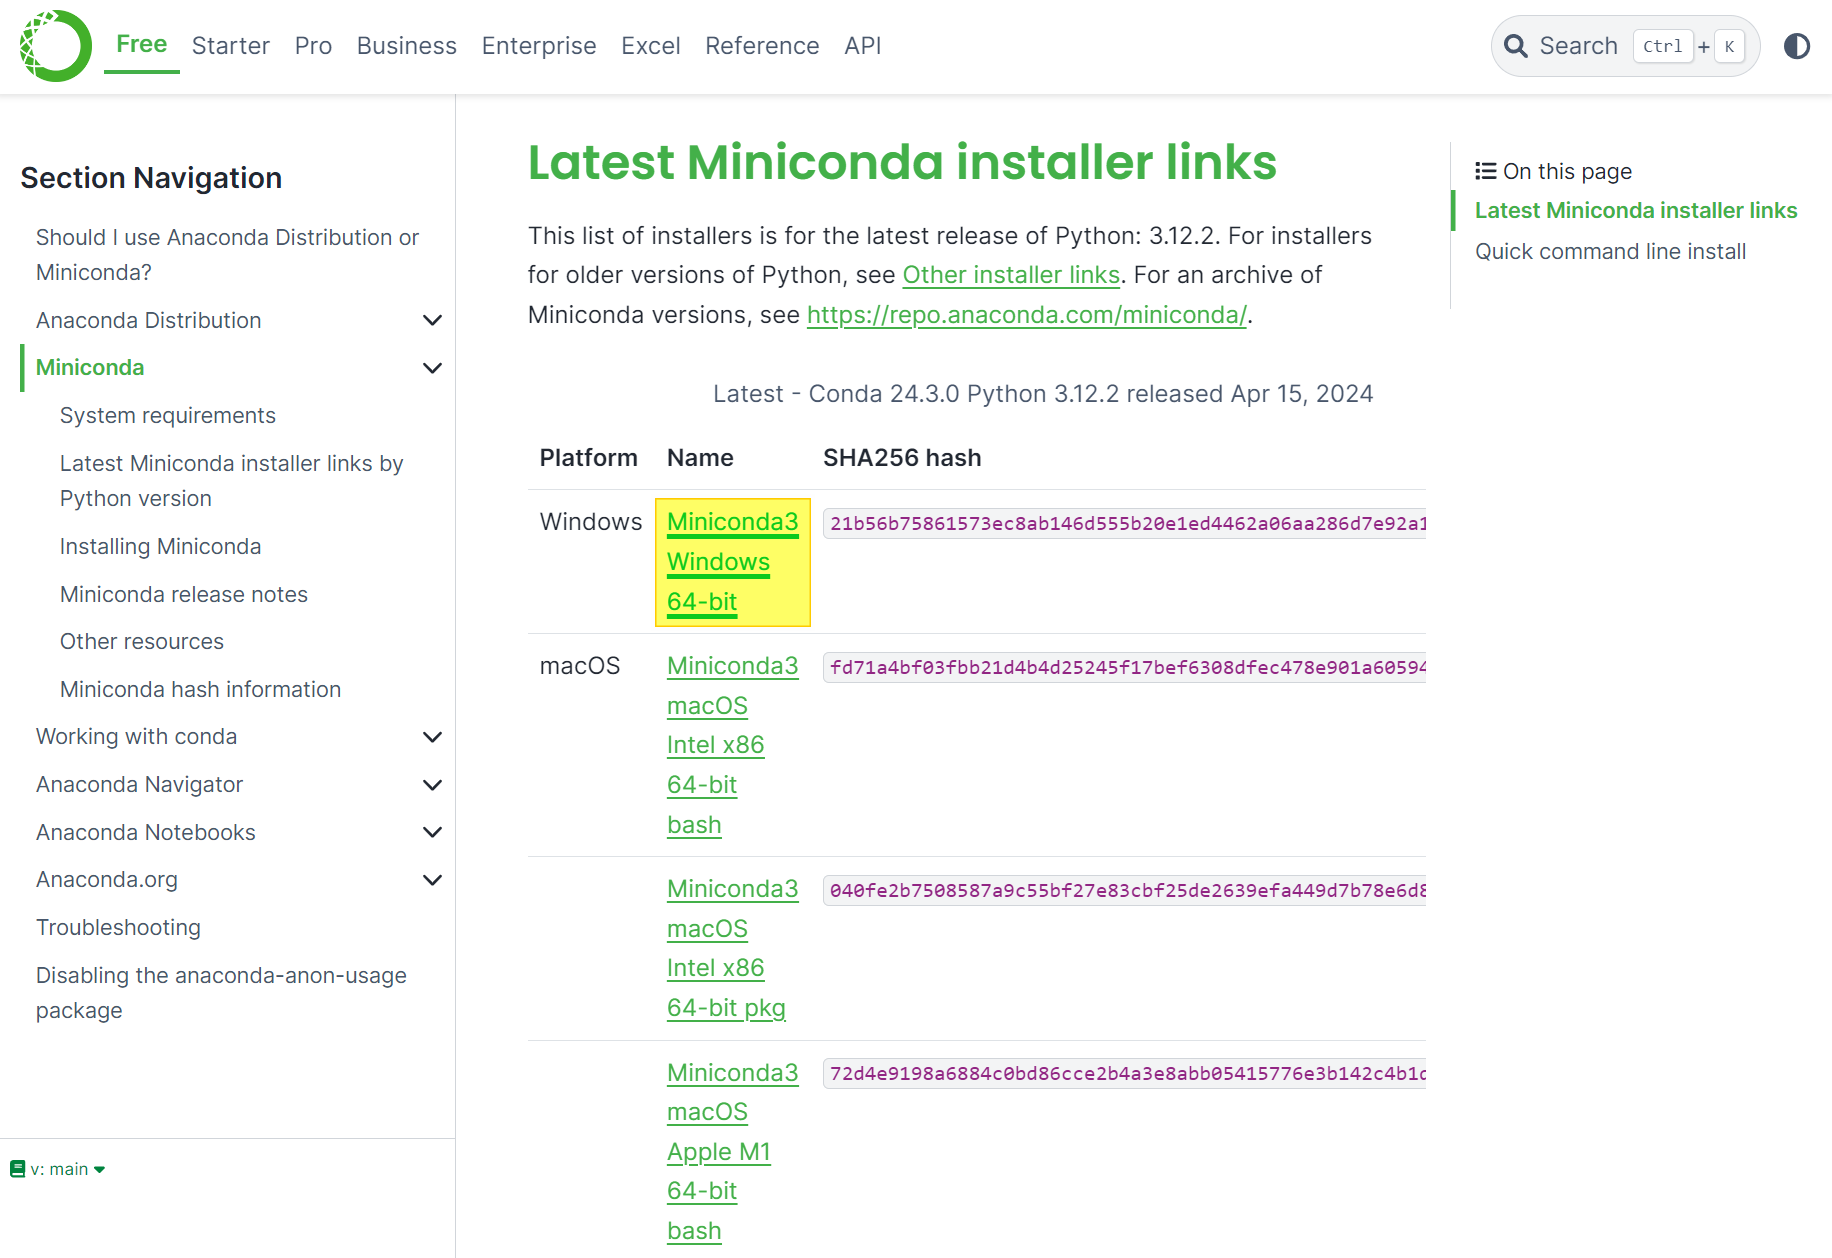 Free Starter Pro Business Enterprise Excel Reference API
Search Ctrl + K
Section Navigation
Should I use Anaconda Distribution or
Miniconda?
Anaconda Distribution
Miniconda
System requirements
Latest Miniconda installer links by
Python version
Installing Miniconda
Miniconda release notes
Other resources
Miniconda hash information
Working with conda
Anaconda Navigator
Anaconda Notebooks
Anaconda.org
Troubleshooting
Disabling the anaconda-anon-usage
package
v: main
Latest Miniconda installer links
This list of installers is for the latest release of Python: 3.12.2. For installers
for older versions of Python, see Other installer links. For an archive of
Miniconda versions, see https://repo.anaconda.com/miniconda/.
Latest - Conda 24.3.0 Python 3.12.2 released Apr 15, 2024
Platform Name SHA256 hash
Windows Miniconda3 21b56b75861573ec8ab146d555b20e1ed4462a06aa286d7e92a1
Windows
64-bit
macOS Miniconda3 fd71a4bf03fbb21d4b4d25245f17bef6308dfec478e901a60594
macOS
Intel x86
64-bit
bash
Miniconda3 040fe2b7508587a9c55bf27e83cbf25de2639efa449d7b78e6d8
macOS
Intel x86
64-bit pkg
Miniconda3 72d4e9198a6884c0bd86cce2b4a3e8abb05415776e3b142c4b1
macOS
Apple M1
64-bit
bash
On this page
Latest Miniconda installer links
Quick command line install